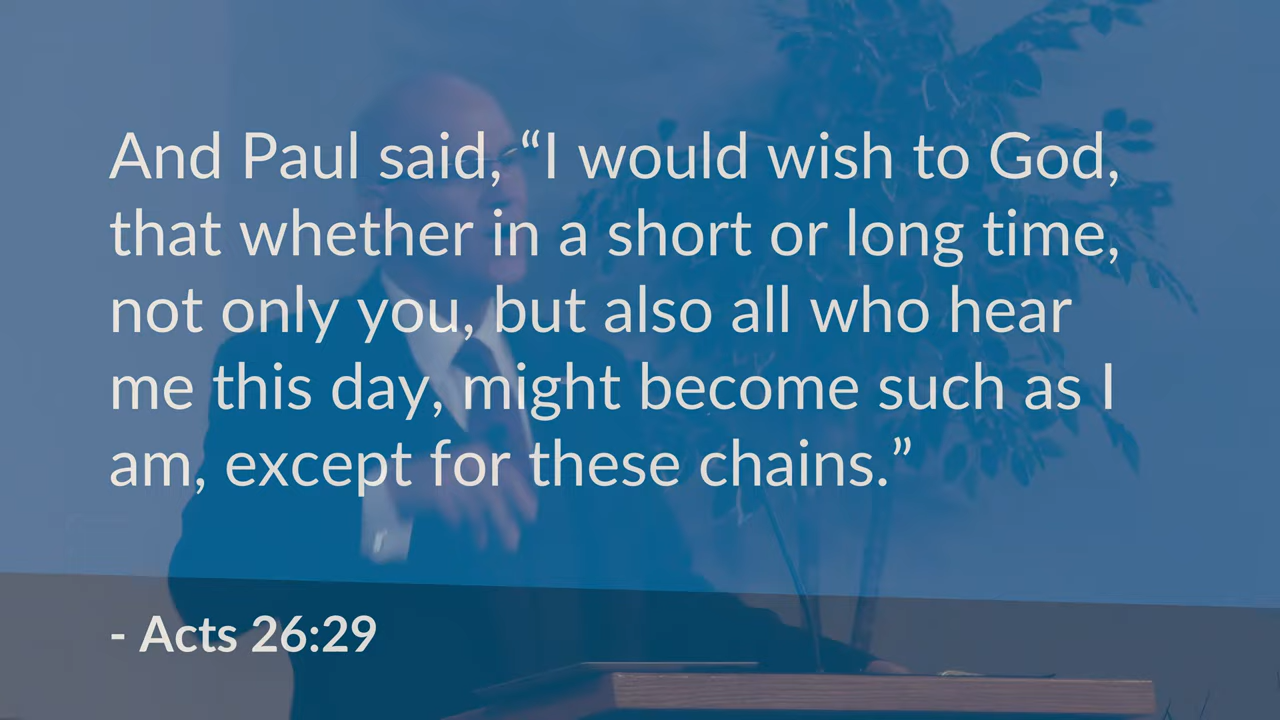 And Paul said, “I would wish to God,
that whether in a short or long time,
not only you, but also all who hear
me this day, might become such as I
am, except for these chains.”
- Acts 26:29